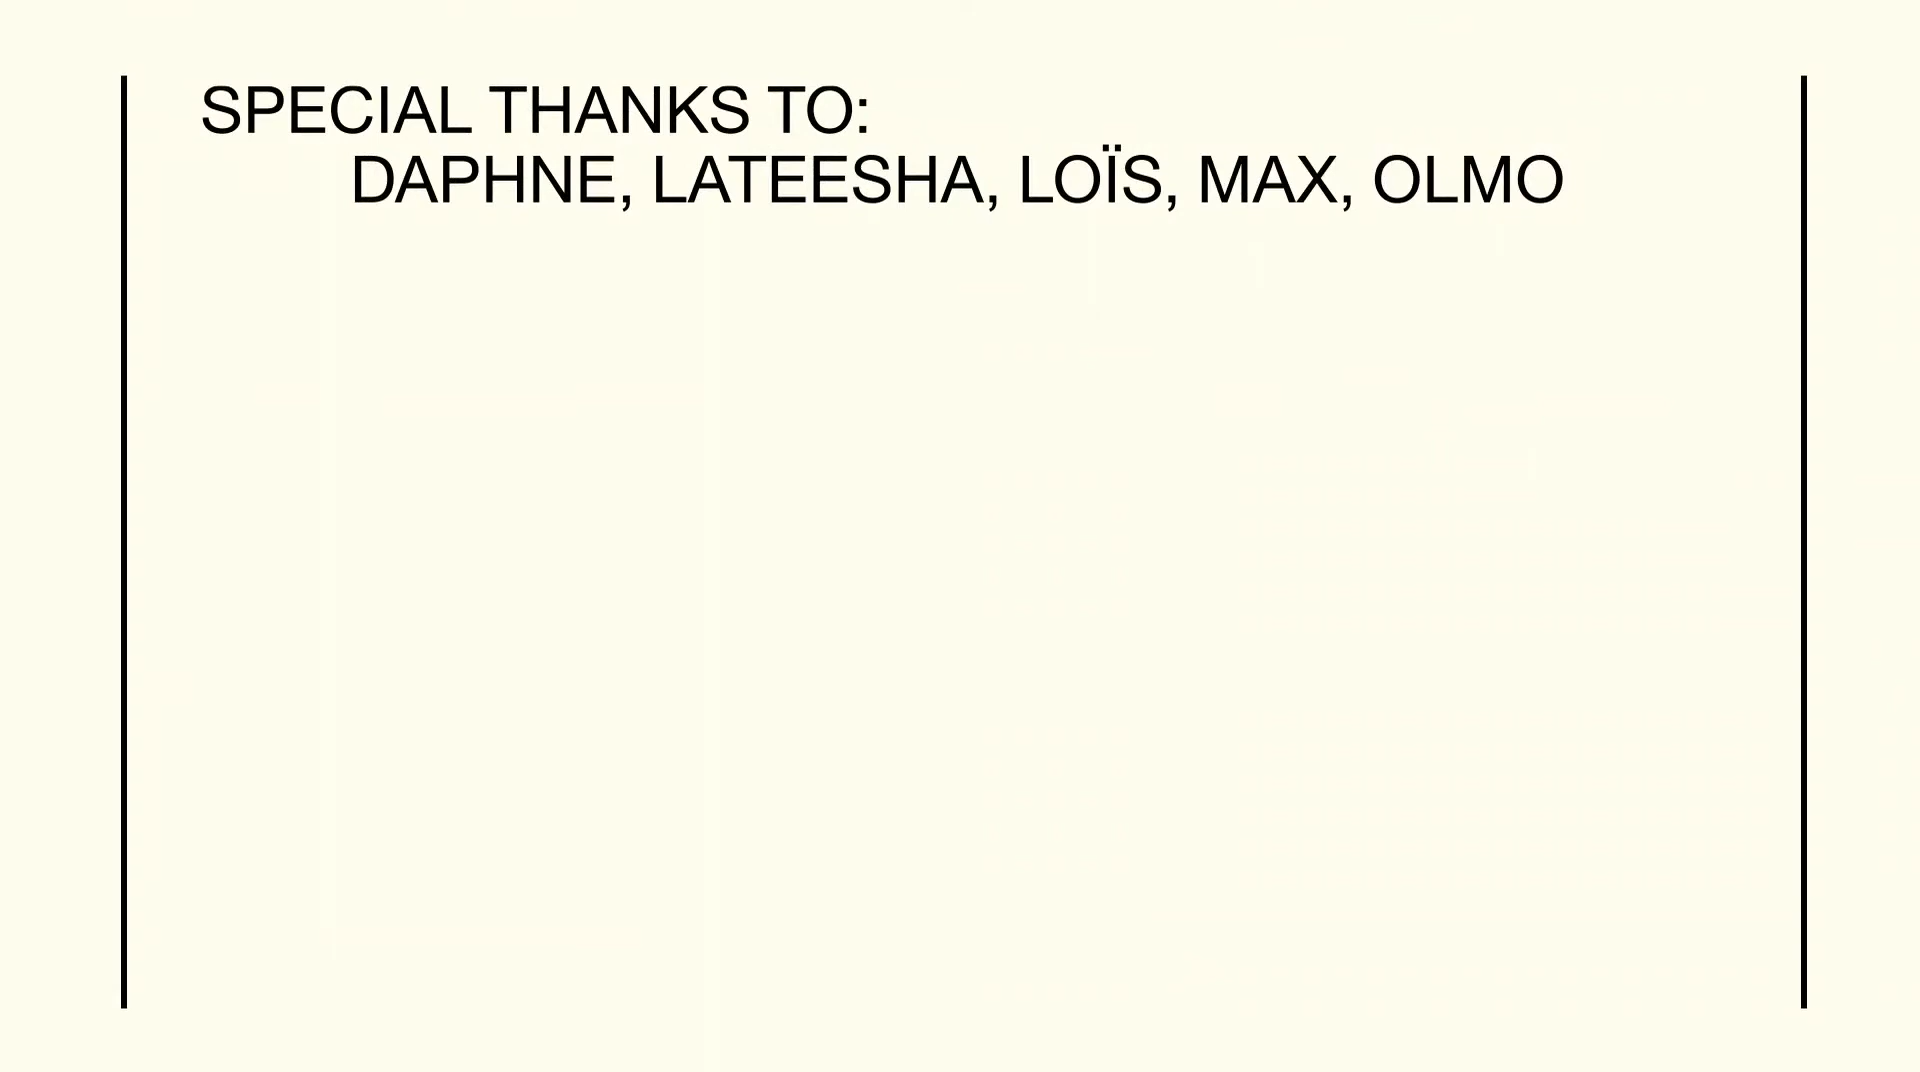 SPECIAL THANKS TO:
DAPHNE, LATEESHA, LOÏS, MAX, OLMO